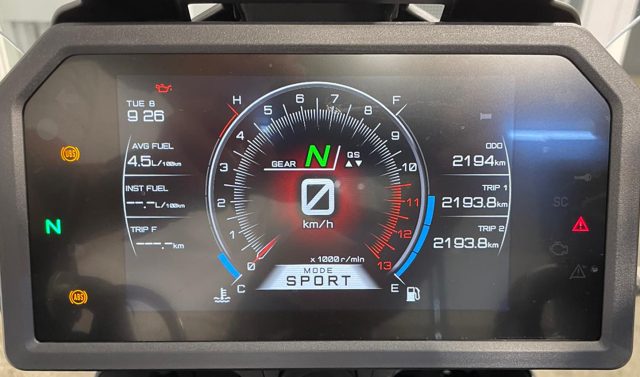 TUE 8
9 26
AVG FUEL
4.5L/100km
INST FUEL
--.-L/100km
TRIP F
---.-km
H
F
0
1
2
3
4
5
6
7
8
9
10
11
12
13
GEAR N QS ▲▼
0
km/h
x 1000r/min
MODE
SPORT
C
E
ODO
2194km
TRIP 1
2193.8km
TRIP 2
2193.8km
N
ABS
SC